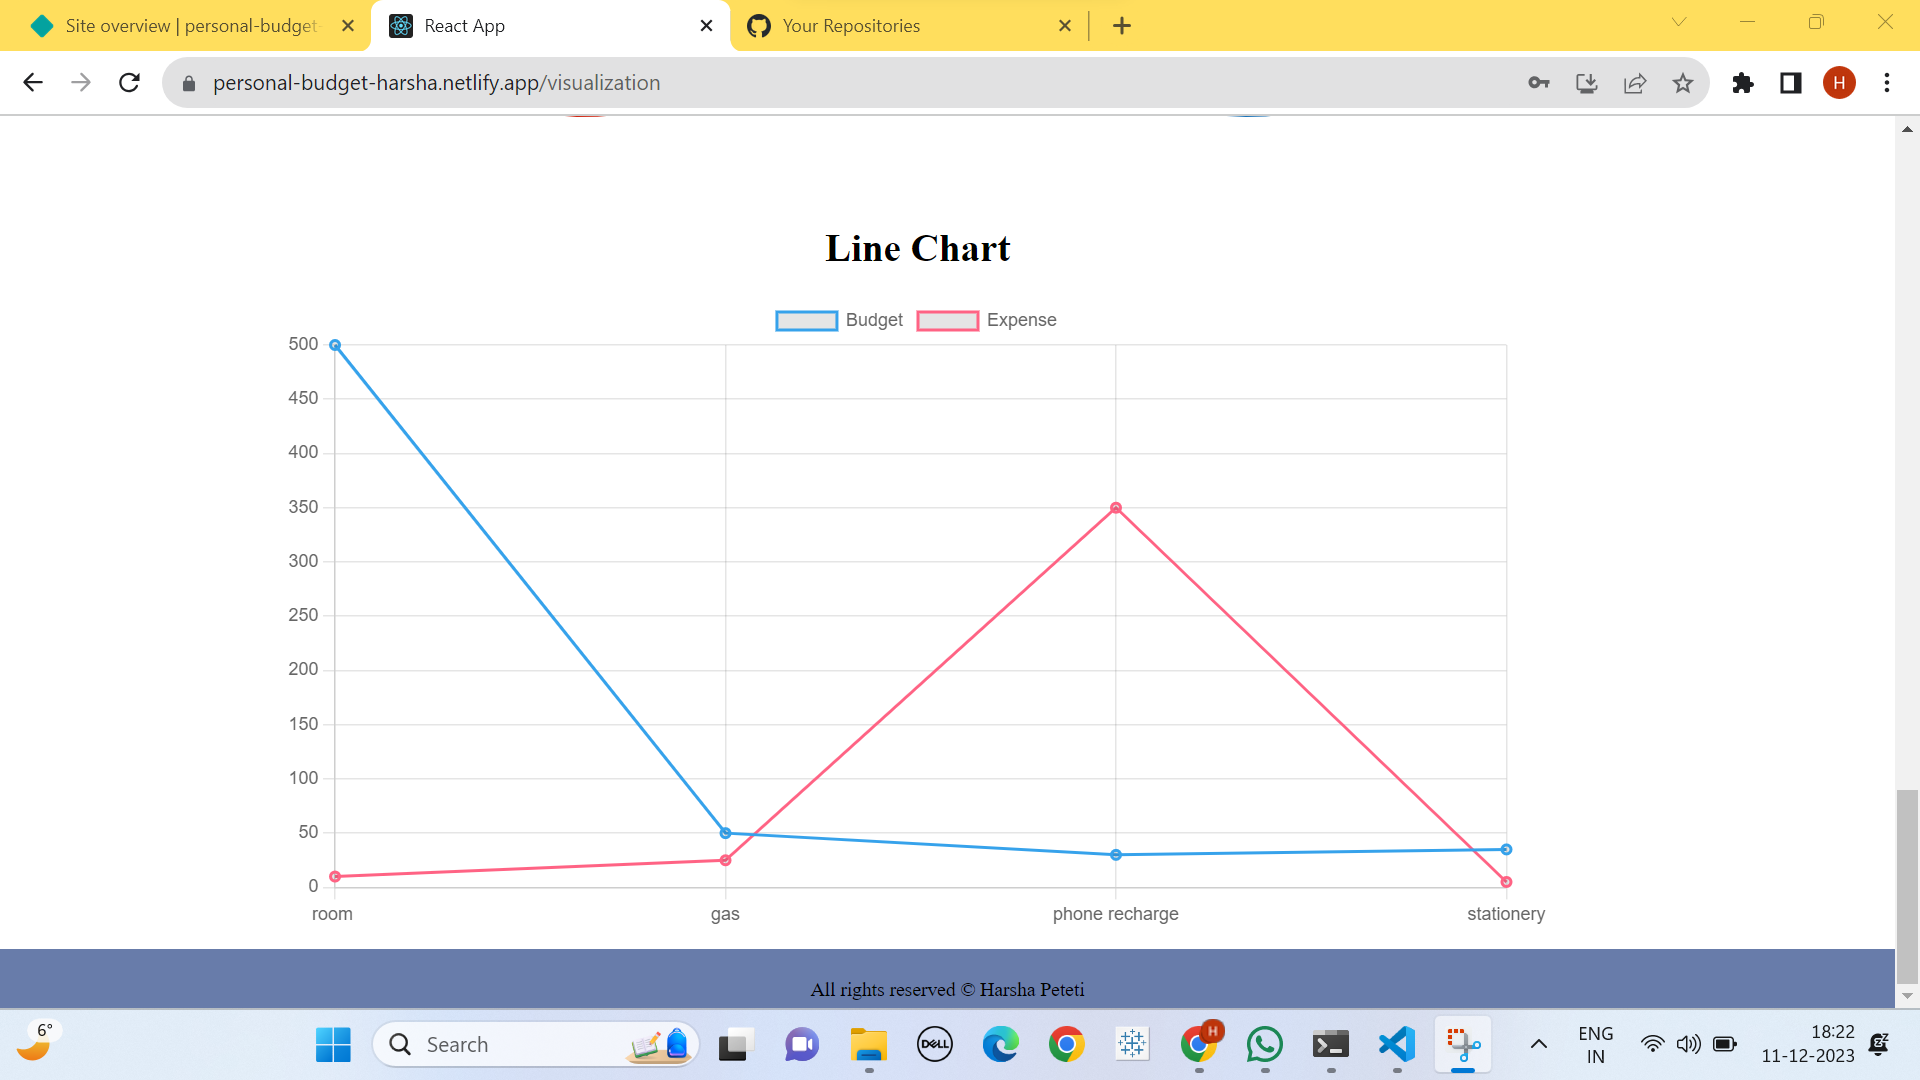 Site overview | personal-budget-
React App
Your Repositories
personal-budget-harsha.netlify.app/visualization
H
Line Chart
Budget Expense
500
450
400
350
300
250
200
150
100
50
0
room gas phone recharge stationery
All rights reserved © Harsha Peteti
6°
Search
DELL
H
ENG
IN
18:22
11-12-2023